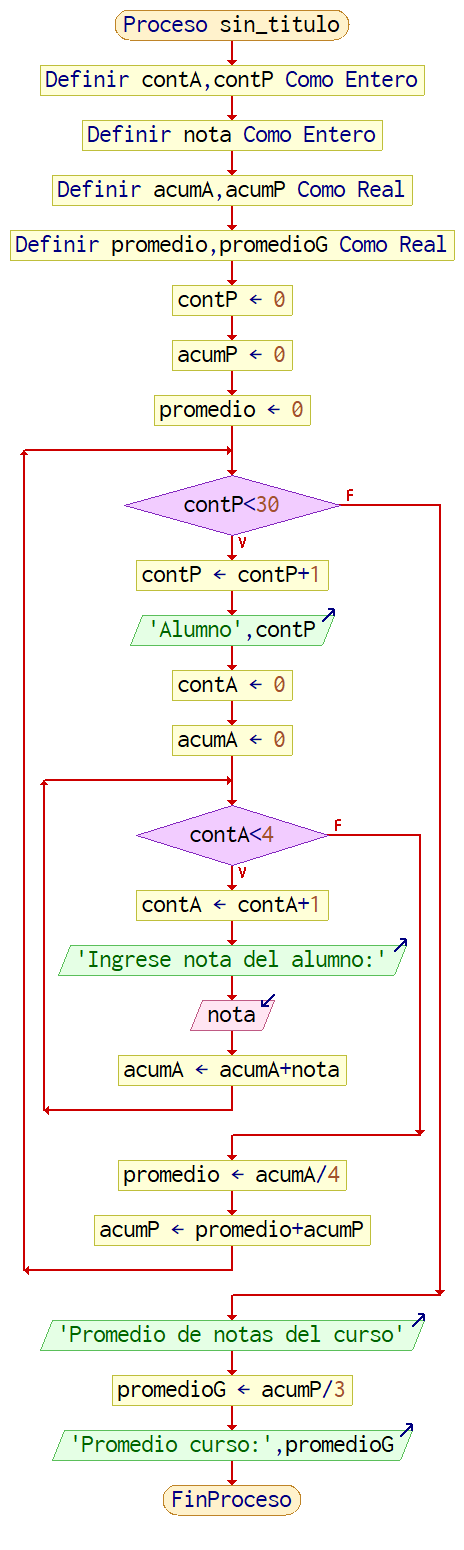 Proceso sin_titulo
Definir contA,contP Como Entero
Definir nota Como Entero
Definir acumA,acumP Como Real
Definir promedio,promedioG Como Real
contP ← 0
acumP ← 0
promedio ← 0
contP<30
F
V
contP ← contP+1
'Alumno',contP
contA ← 0
acumA ← 0
contA<4
F
V
contA ← contA+1
'Ingrese nota del alumno:'
nota
acumA ← acumA+nota
promedio ← acumA/4
acumP ← promedio+acumP
'Promedio de notas del curso'
promedioG ← acumP/3
'Promedio curso:',promedioG
FinProceso